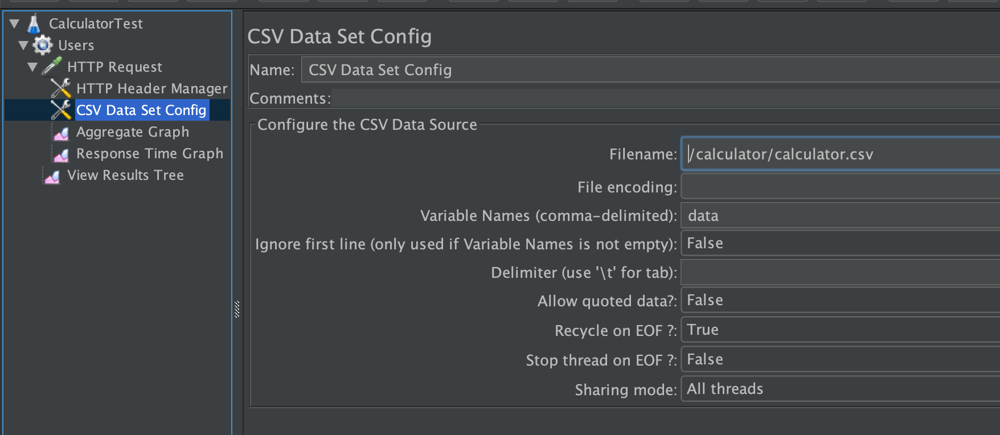 CalculatorTest
Users
HTTP Request
HTTP Header Manager
CSV Data Set Config
Aggregate Graph
Response Time Graph
View Results Tree
CSV Data Set Config
Name: CSV Data Set Config
Comments:
Configure the CSV Data Source
Filename: /calculator/calculator.csv
File encoding:
Variable Names (comma-delimited): data
Ignore first line (only used if Variable Names is not empty): False
Delimiter (use '\t' for tab):
Allow quoted data?: False
Recycle on EOF ?: True
Stop thread on EOF ?: False
Sharing mode: All threads